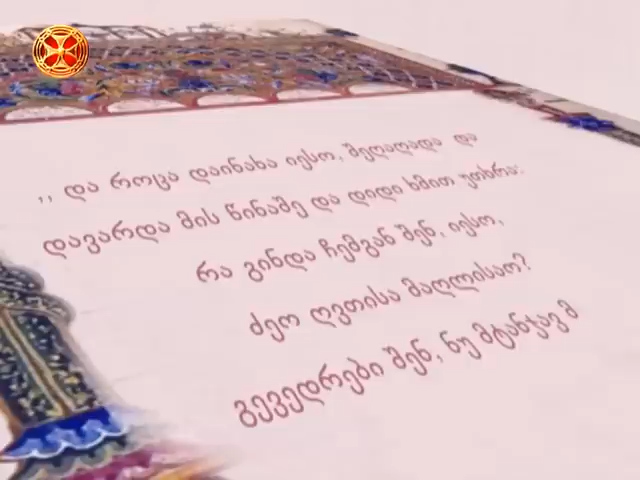 ,, და როცა დაინახა იესო, შეღაღადა და
დავარდა მის წინაშე და დიდი ხმით უთხრა:
რა გინდა ჩემგან შენ, იესო,
ძეო ღვთისა მაღლისაო?
გევედრები შენ, ნუ მტანჯავ მ